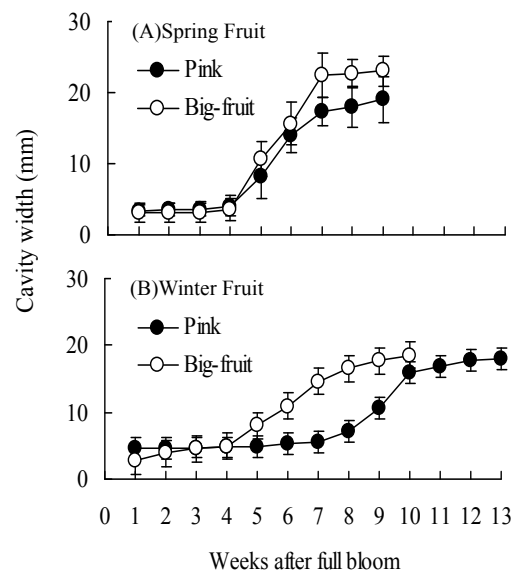 30
(A)Spring Fruit
Pink
Big-fruit
20
10
0
Cavity width (mm)
30
(B)Winter Fruit
Pink
Big-fruit
20
10
0
0 1 2 3 4 5 6 7 8 9 10 11 12 13
Weeks after full bloom